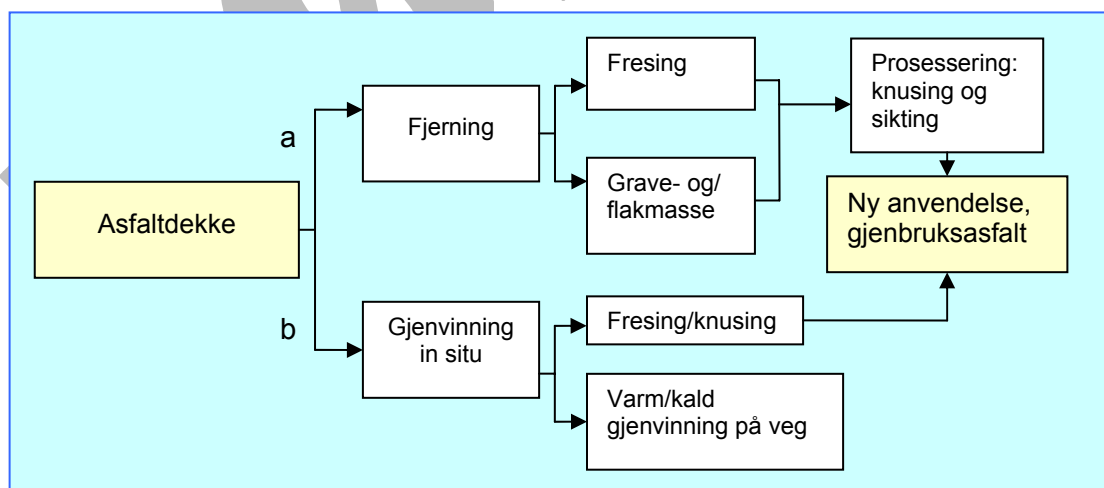 Asfaltdekke
a
Fjerning
Fresing
Grave- og/
flakmasse
Prosessering:
knusing og
sikting
Ny anvendelse,
gjenbruksasfalt
b
Gjenvinning
in situ
Fresing/knusing
Varm/kald
gjenvinning på veg